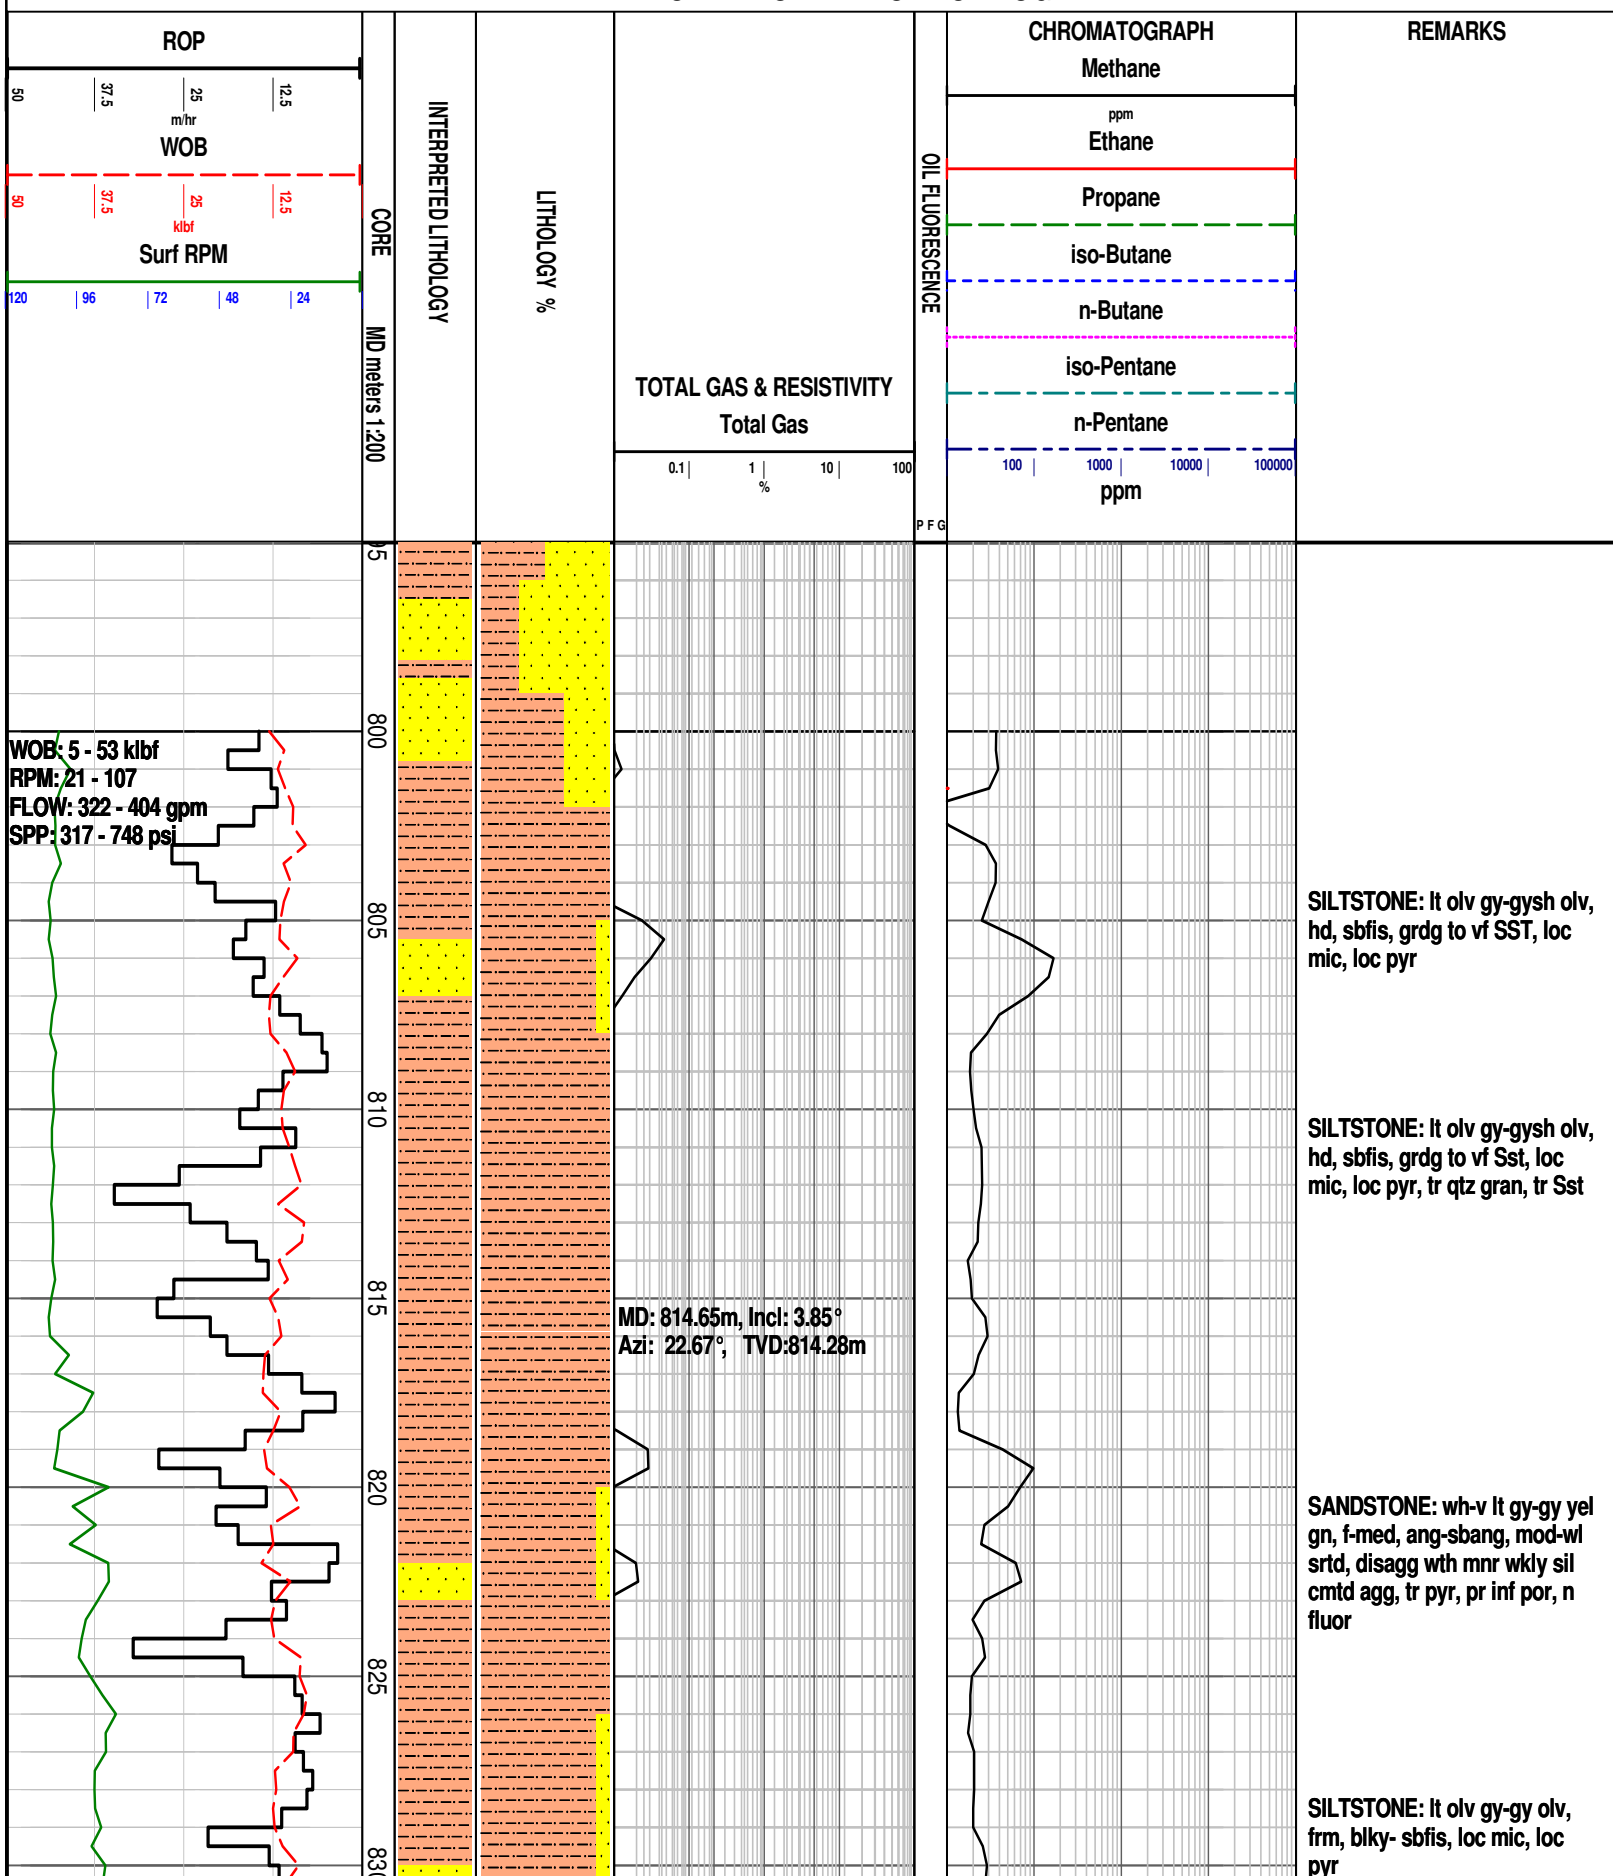 ROP
50 37.5 25 12.5
m/hr
WOB
50 37.5 25 12.5
klbf
Surf RPM
120 96 72 48 24
CORE
MD meters 1:200
INTERPRETED LITHOLOGY
LITHOLOGY %
TOTAL GAS & RESISTIVITY
Total Gas
0.1 1 10 100
%
OIL FLUORESCENCE
P F G
CHROMATOGRAPH
Methane
ppm
Ethane
Propane
iso-Butane
n-Butane
iso-Pentane
n-Pentane
100 1000 10000 100000
ppm
REMARKS
800
WOB: 5 - 53 klbf
RPM: 21 - 107
FLOW: 322 - 404 gpm
SPP: 317 - 748 psi
SILTSTONE: lt olv gy-gysh olv,
hd, sbfis, grdg to vf SST, loc
mic, loc pyr
805
810
SILTSTONE: lt olv gy-gysh olv,
hd, sbfis, grdg to vf Sst, loc
mic, loc pyr, tr qtz gran, tr Sst
815
MD: 814.65m, Incl: 3.85°
Azi: 22.67°, TVD:814.28m
820
SANDSTONE: wh-v lt gy-gy yel
gn, f-med, ang-sbang, mod-wl
srtd, disagg wth mnr wkly sil
cmtd agg, tr pyr, pr inf por, n
fluor
825
SILTSTONE: lt olv gy-gy olv,
frm, blky- sbfis, loc mic, loc
pyr
830